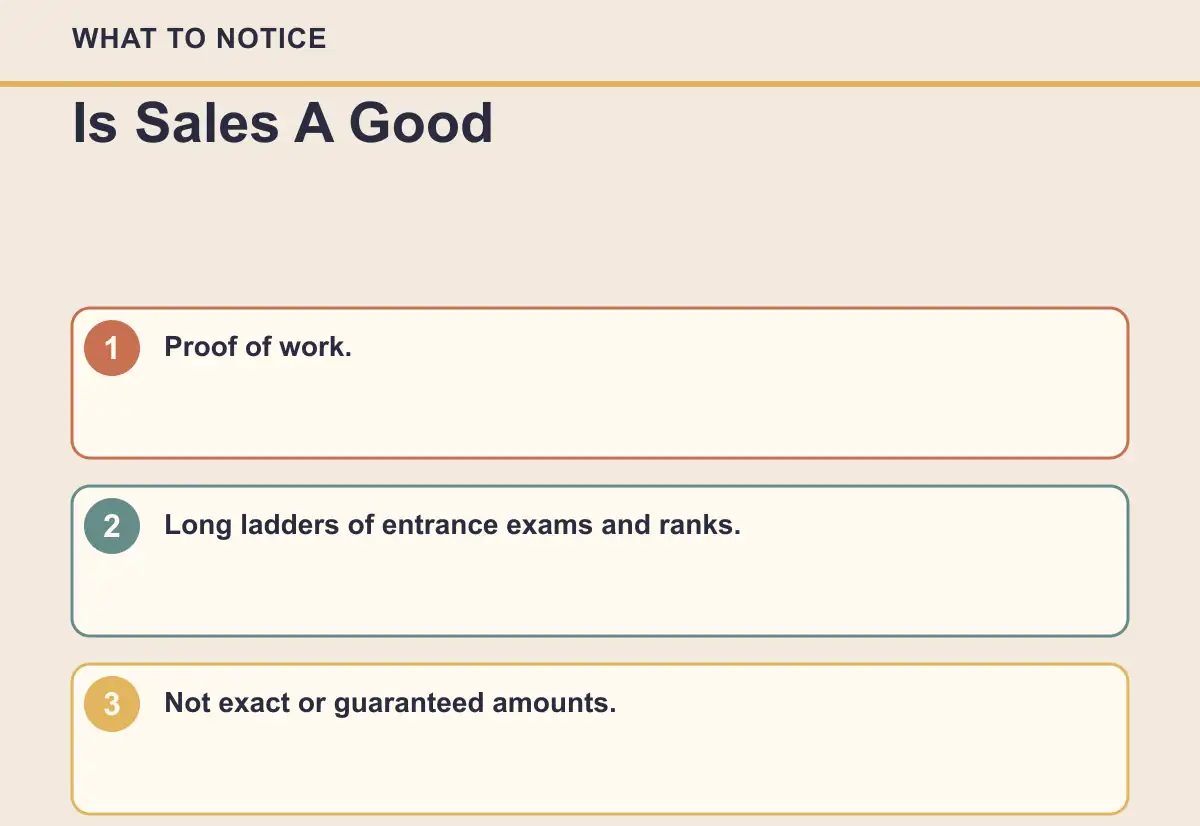 WHAT TO NOTICE
Is Sales A Good
1
Proof of work.
2
Long ladders of entrance exams and ranks.
3
Not exact or guaranteed amounts.